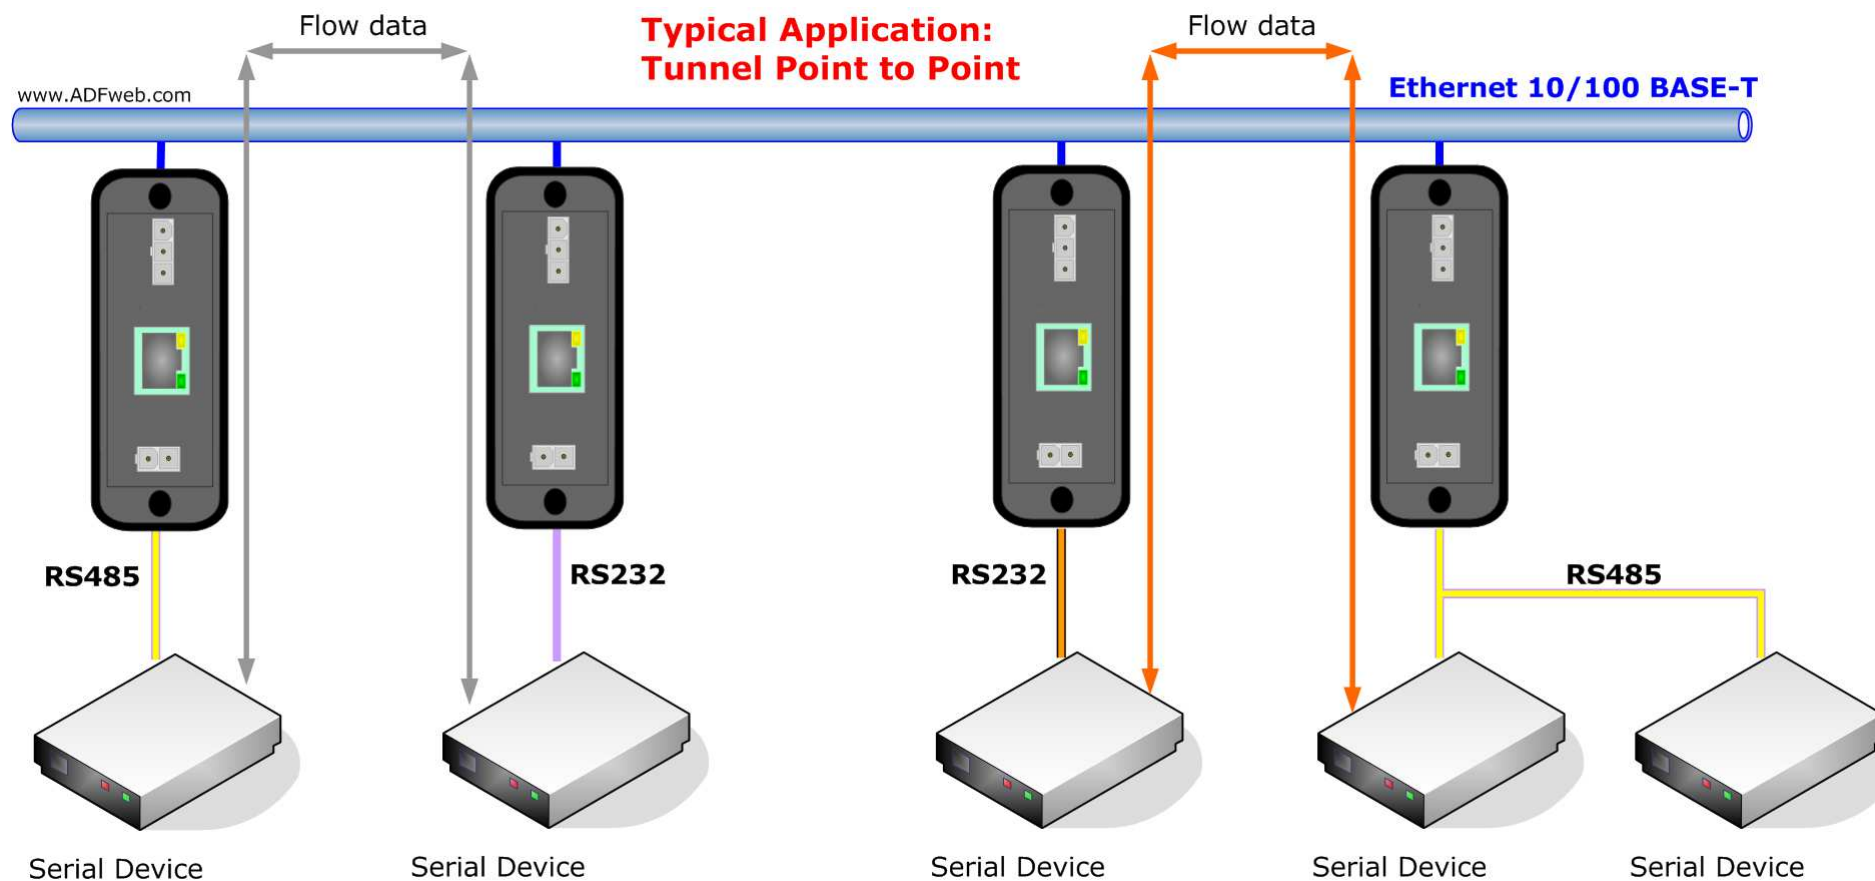 Flow data
Typical Application:
Tunnel Point to Point
Flow data
www.ADFweb.com
Ethernet 10/100 BASE-T
RS485
RS232
RS232
RS485
Serial Device
Serial Device
Serial Device
Serial Device
Serial Device